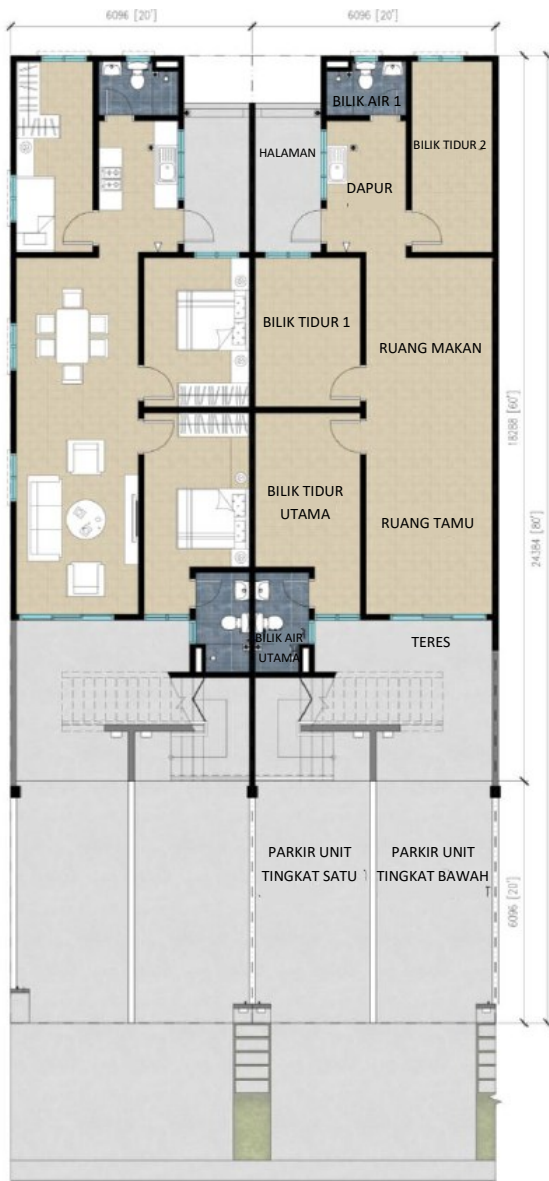 6096 [20']
6096 [20']
BILIK AIR 1
HALAMAN
BILIK TIDUR 2
DAPUR
BILIK TIDUR 1
RUANG MAKAN
18288 [60']
BILIK TIDUR
UTAMA
RUANG TAMU
24384 [80']
BILIK AIR
UTAMA
TERES
PARKIR UNIT
TINGKAT SATU
PARKIR UNIT
TINGKAT BAWAH
6096 [20']